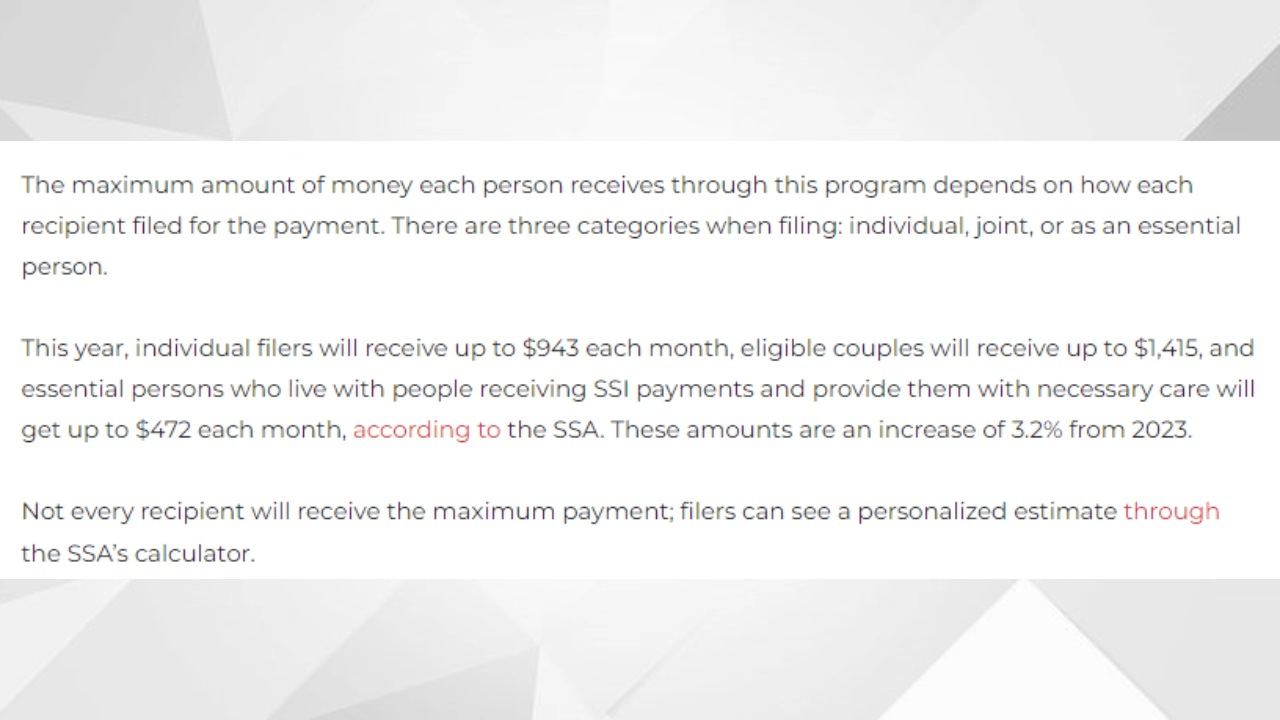 The maximum amount of money each person receives through this program depends on how each
recipient filed for the payment. There are three categories when filing: individual, joint, or as an essential
person.
This year, individual filers will receive up to $943 each month, eligible couples will receive up to $1,415, and
essential persons who live with people receiving SSI payments and provide them with necessary care will
get up to $472 each month, according to the SSA. These amounts are an increase of 3.2% from 2023.
Not every recipient will receive the maximum payment; filers can see a personalized estimate through
the SSA’s calculator.